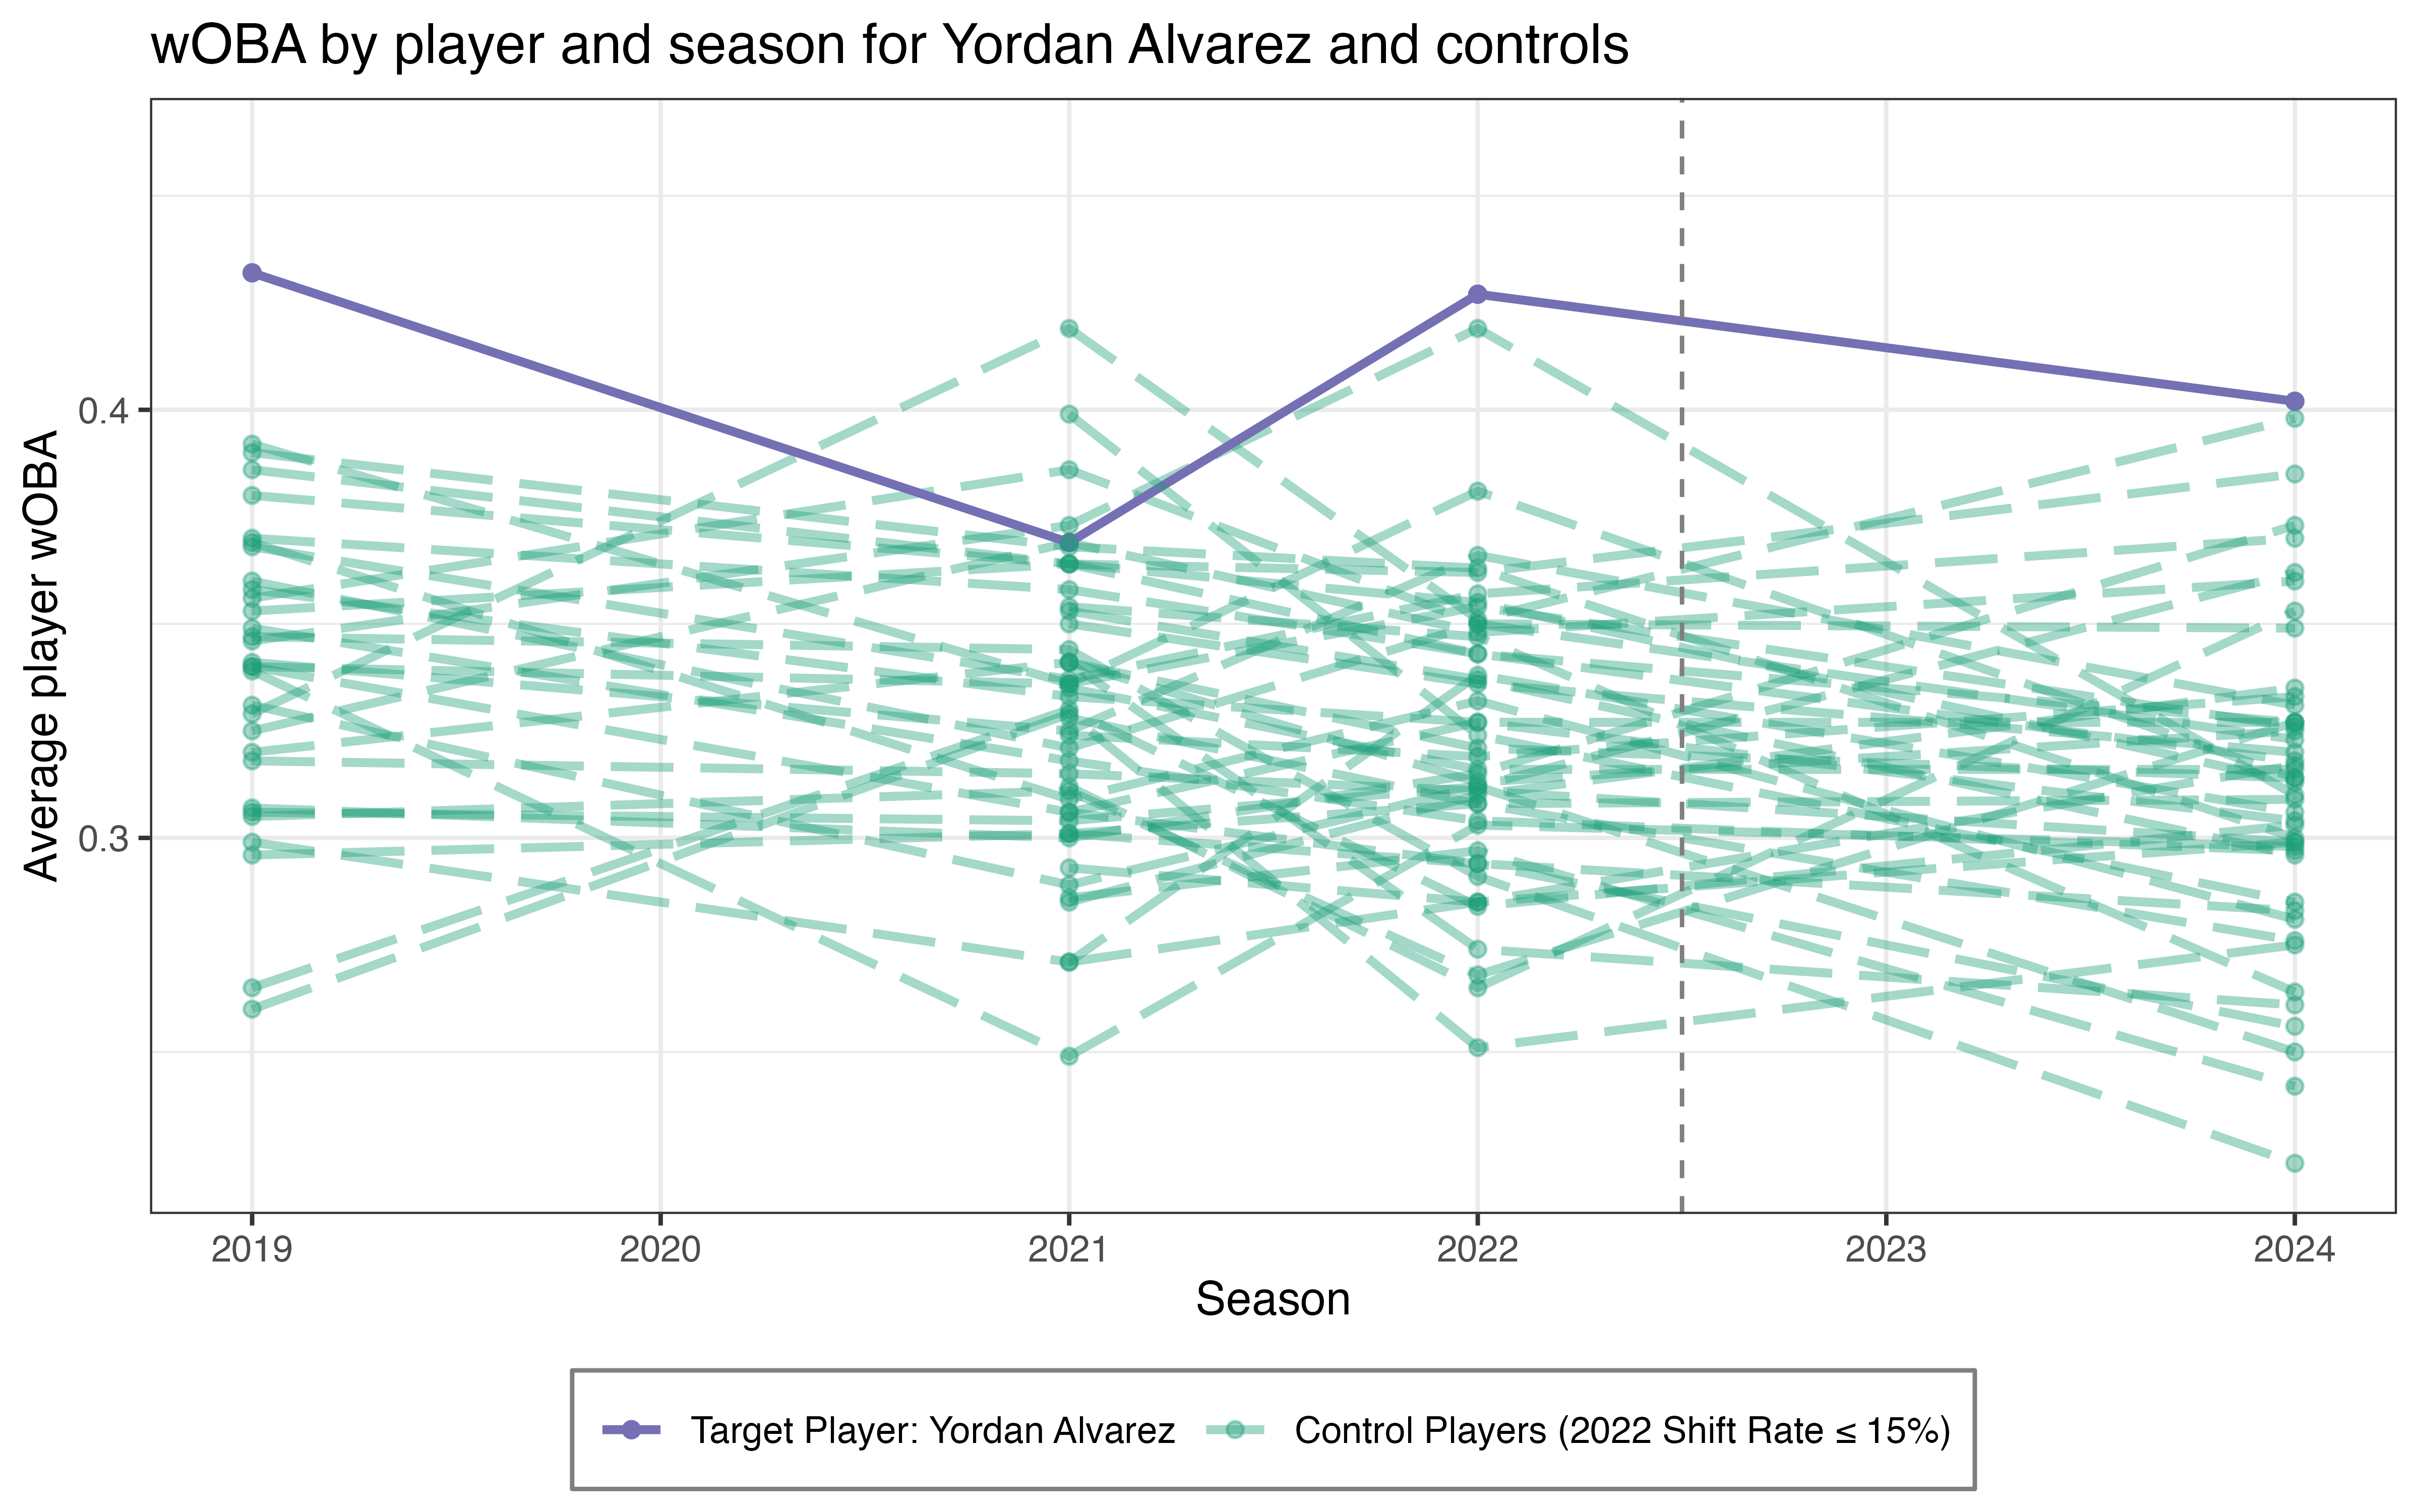 wOBA by player and season for Yordan Alvarez and controls
Average player wOBA
0.4
0.3
2019 2020 2021 2022 2023 2024
Season
Target Player: Yordan Alvarez Control Players (2022 Shift Rate ≤ 15%)